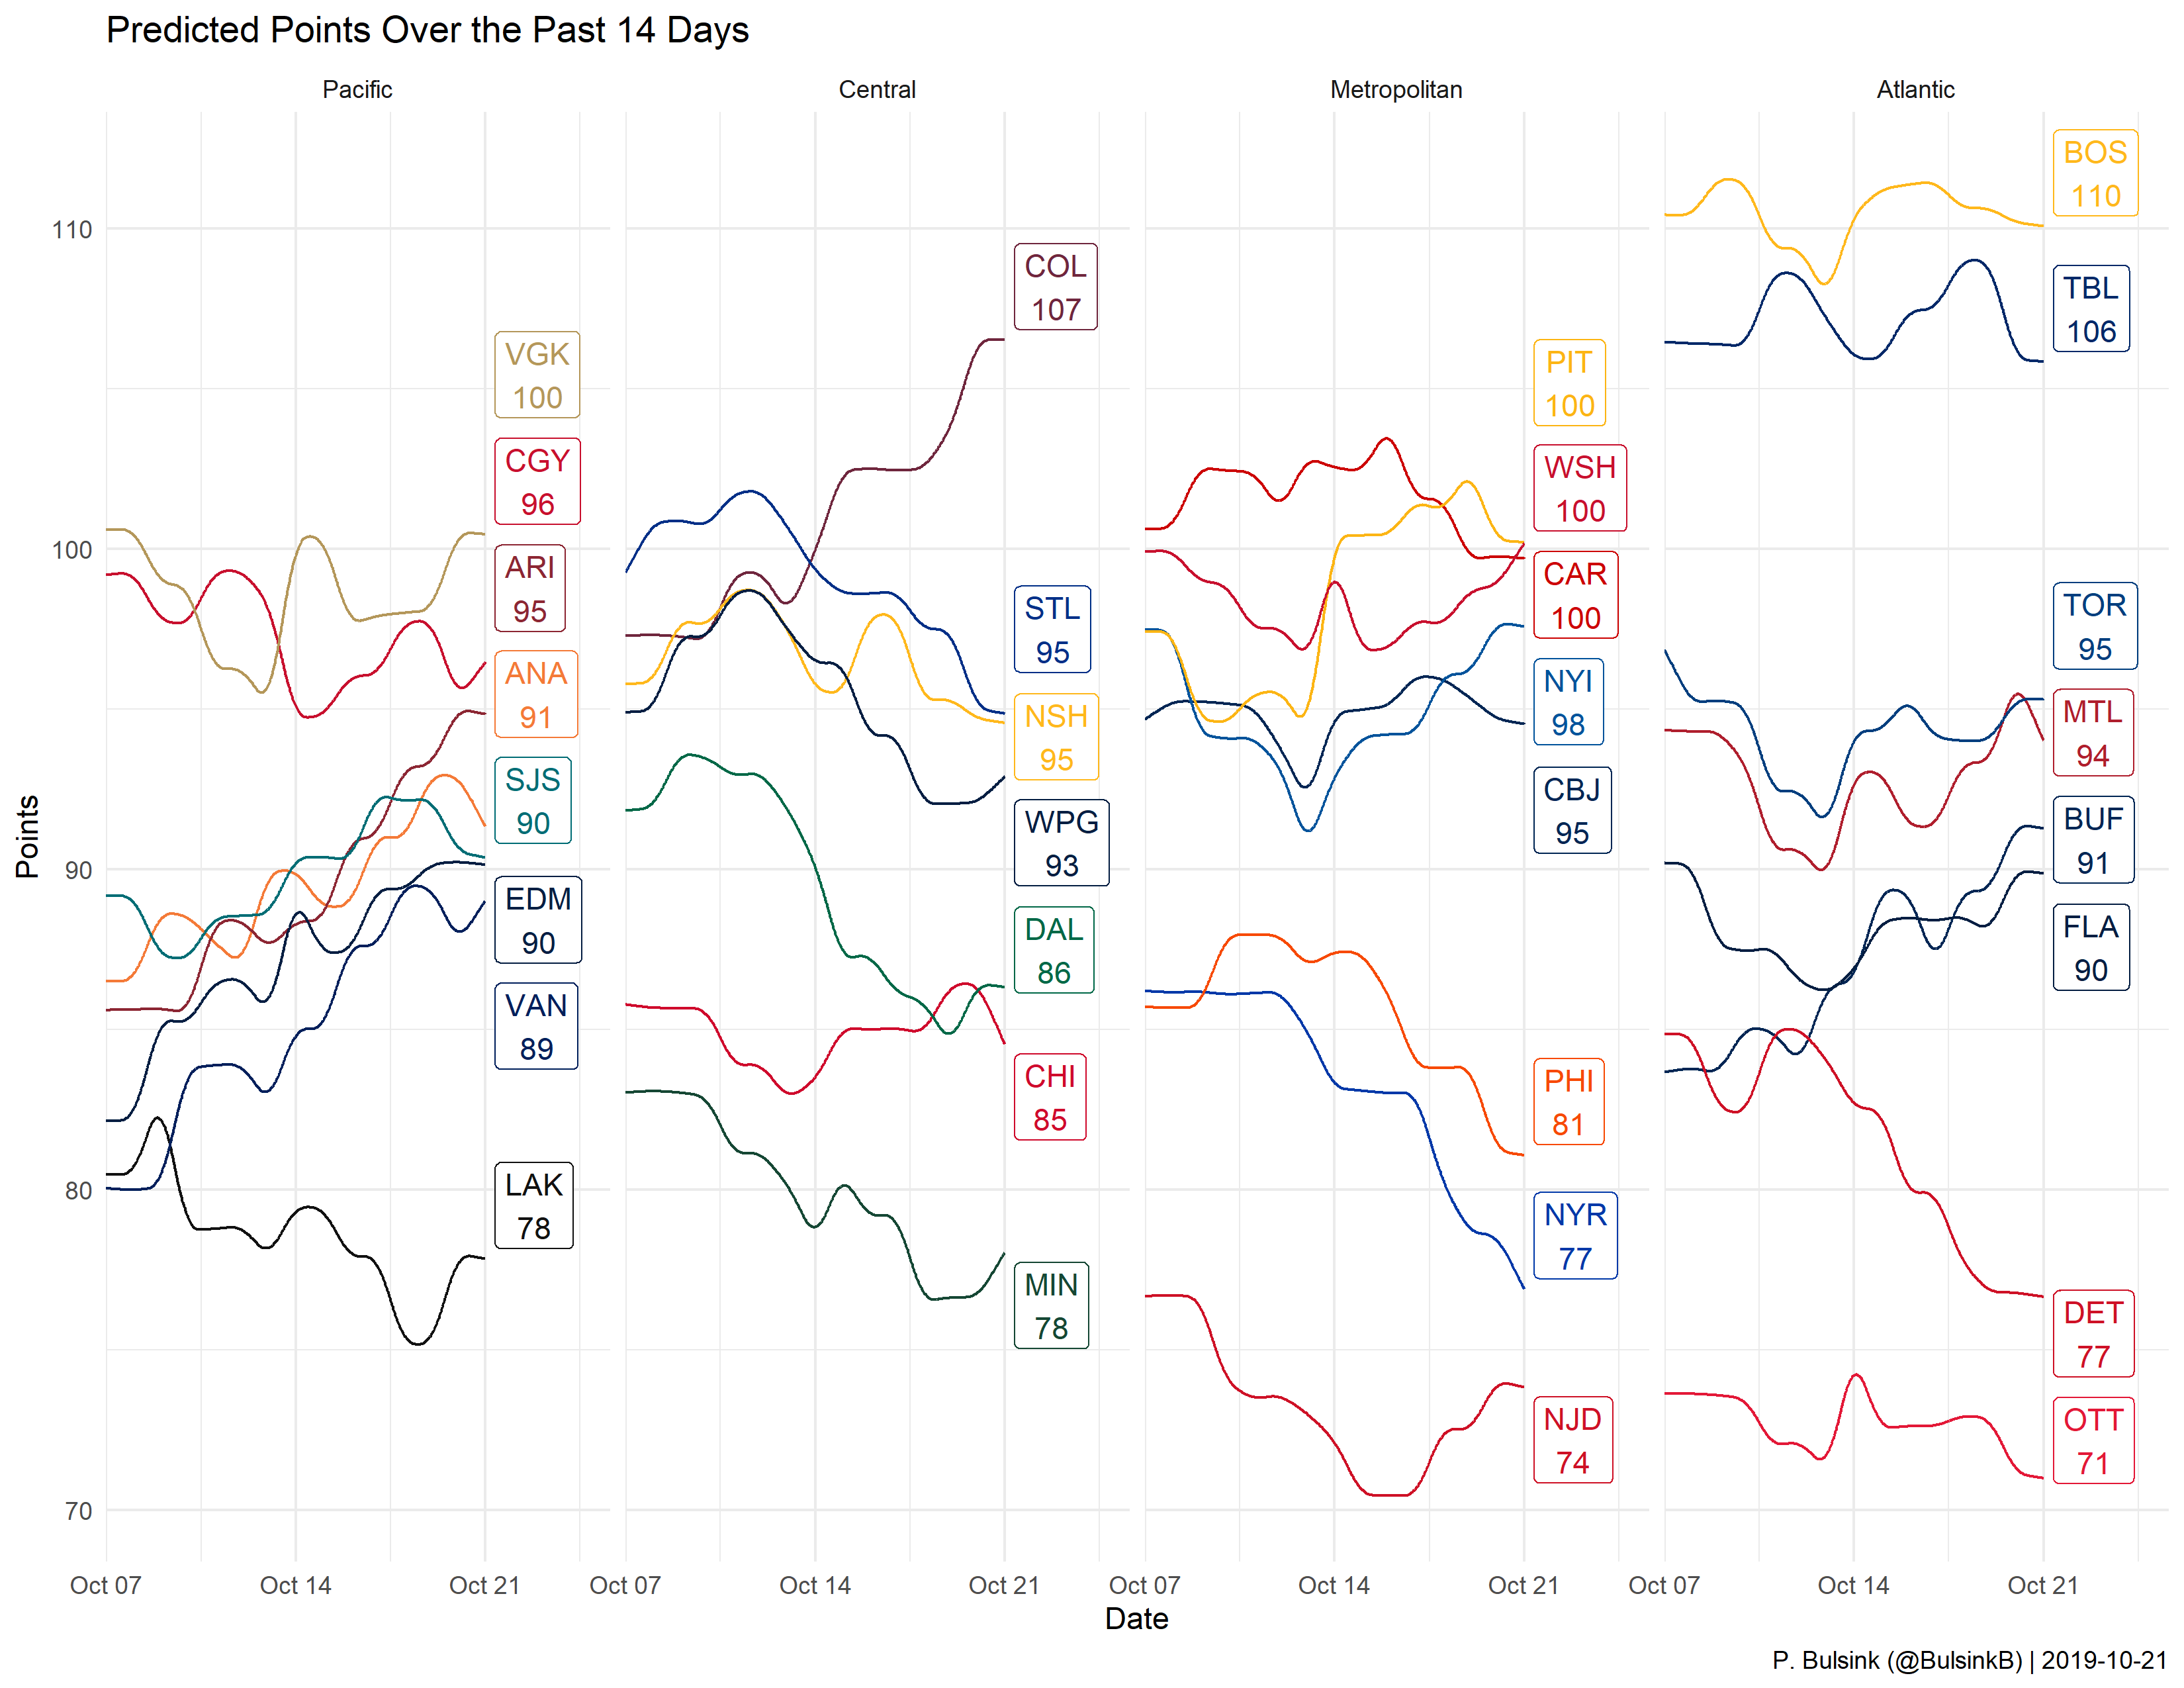 Predicted Points Over the Past 14 Days
Pacific
Central
Metropolitan
Atlantic
Points
110
100
90
80
70
VGK
100
CGY
96
ARI
95
ANA
91
SJS
90
EDM
90
VAN
89
LAK
78
COL
107
STL
95
NSH
95
WPG
93
DAL
86
CHI
85
MIN
78
PIT
100
WSH
100
CAR
100
NYI
98
CBJ
95
PHI
81
NYR
77
NJD
74
BOS
110
TBL
106
TOR
95
MTL
94
BUF
91
FLA
90
DET
77
OTT
71
Oct 07
Oct 14
Oct 21
Oct 07
Oct 14
Oct 21
Oct 07
Oct 14
Oct 21
Oct 07
Oct 14
Oct 21
Date
P. Bulsink (@BulsinkB) | 2019-10-21